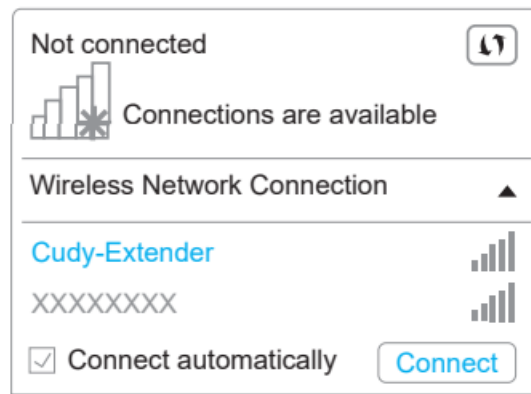 Not connected
Connections are available
Wireless Network Connection
Cudy-Extender
XXXXXXXX
Connect automatically
Connect